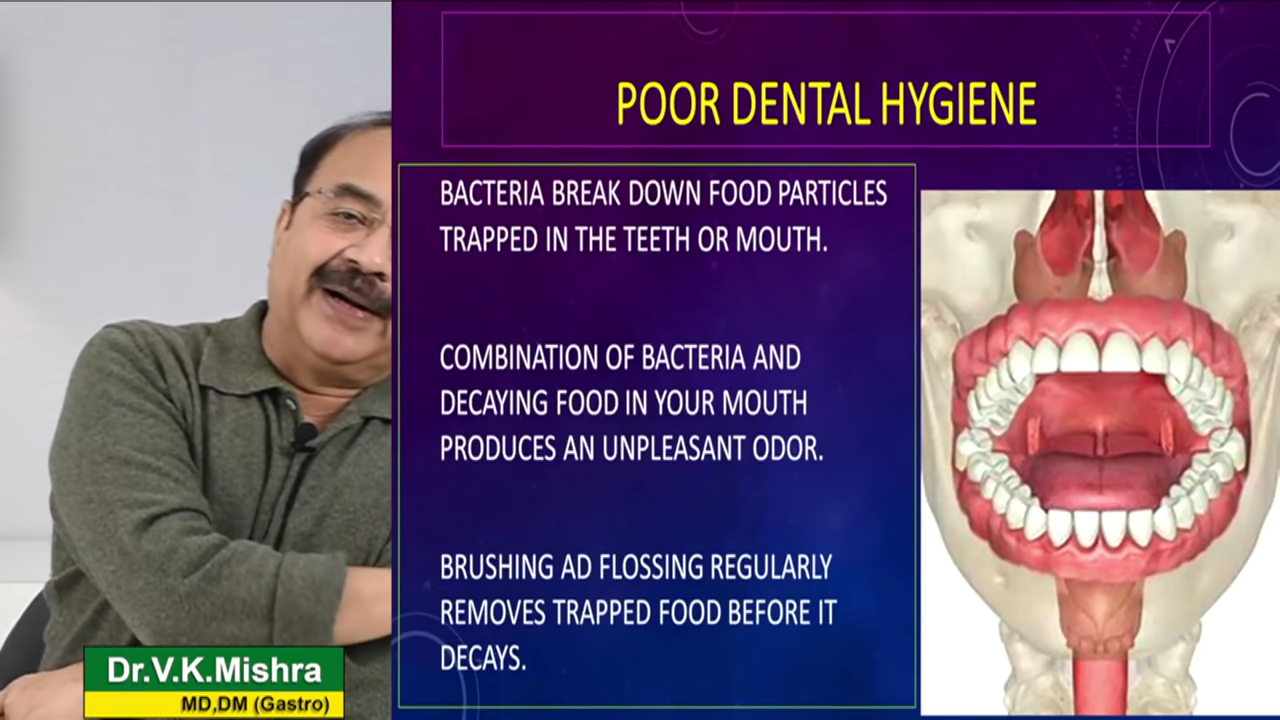 POOR DENTAL HYGIENE
BACTERIA BREAK DOWN FOOD PARTICLES
TRAPPED IN THE TEETH OR MOUTH.
COMBINATION OF BACTERIA AND
DECAYING FOOD IN YOUR MOUTH
PRODUCES AN UNPLEASANT ODOR.
BRUSHING AD FLOSSING REGULARLY
REMOVES TRAPPED FOOD BEFORE IT
DECAYS.
Dr.V.K.Mishra
MD,DM (Gastro)